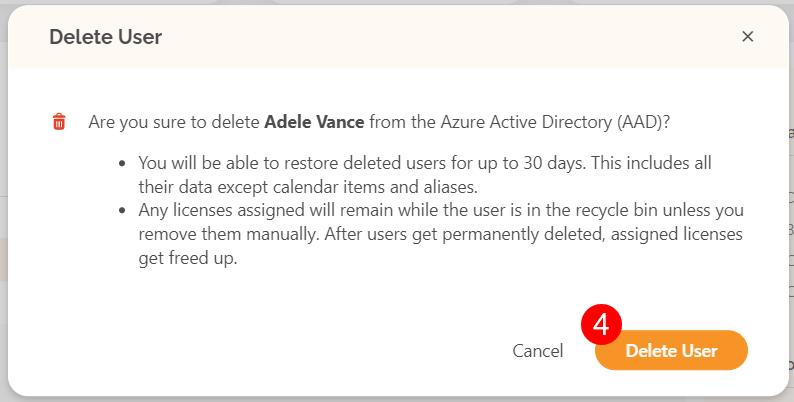 Delete User
Are you sure to delete Adele Vance from the Azure Active Directory (AAD)?
• You will be able to restore deleted users for up to 30 days. This includes all
their data except calendar items and aliases.
• Any licenses assigned will remain while the user is in the recycle bin unless you
remove them manually. After users get permanently deleted, assigned licenses
get freed up.
4
Cancel
Delete User